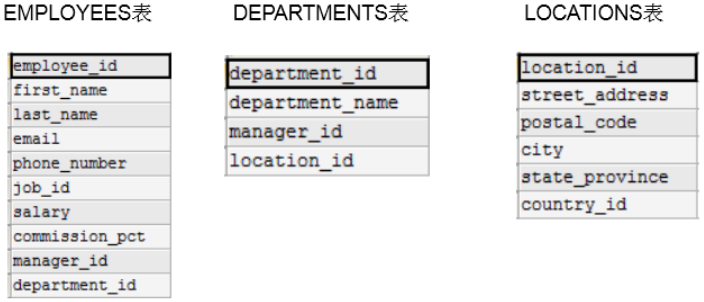 EMPLOYEES表
employee_id
first_name
last_name
email
phone_number
job_id
salary
commission_pct
manager_id
department_id
DEPARTMENTS表
department_id
department_name
manager_id
location_id
LOCATIONS表
location_id
street_address
postal_code
city
state_province
country_id